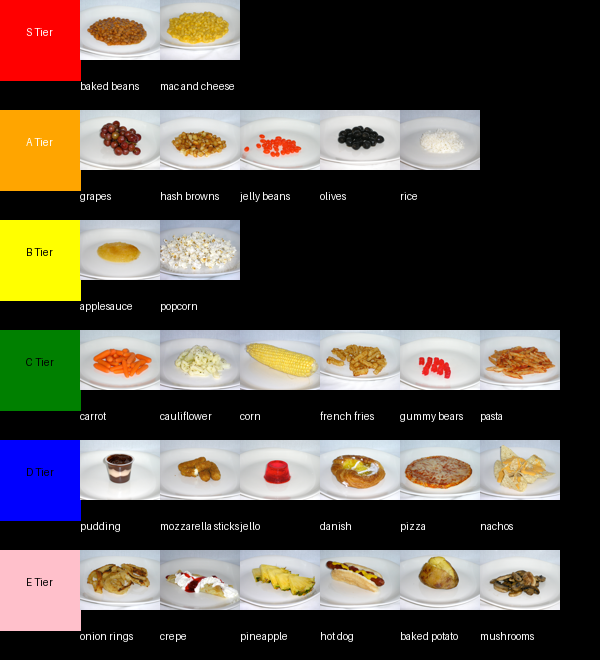 S Tier
baked beans
mac and cheese
A Tier
grapes
hash browns
jelly beans
olives
rice
B Tier
applesauce
popcorn
C Tier
carrot
cauliflower
corn
french fries
gummy bears
pasta
D Tier
pudding
mozzarella sticks
jello
danish
pizza
nachos
E Tier
onion rings
crepe
pineapple
hot dog
baked potato
mushrooms